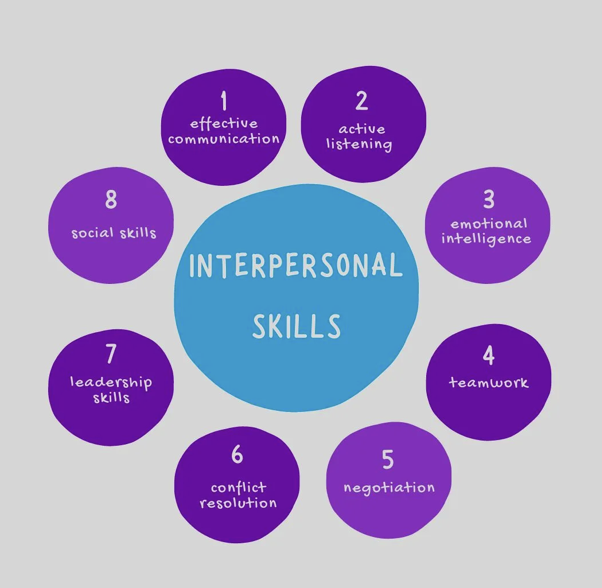 1
effective
communication
2
active
listening
3
emotional
intelligence
4
teamwork
5
negotiation
6
conflict
resolution
7
leadership
skills
8
social skills
INTERPERSONAL
SKILLS